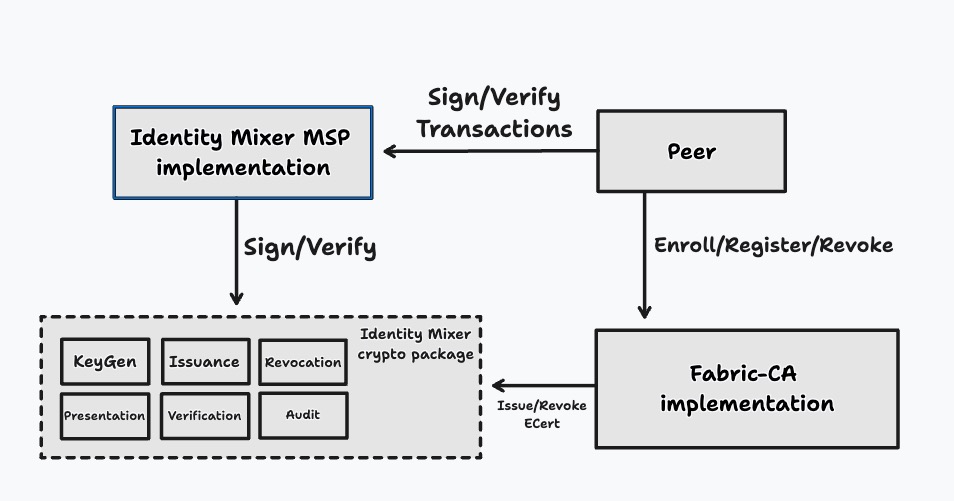 Sign/Verify
Transactions
Identity Mixer MSP
implementation
Peer
Sign/Verify
Enroll/Register/Revoke
Identity Mixer
crypto package
KeyGen
Issuance
Revocation
Presentation
Verification
Audit
Issue/Revoke
ECert
Fabric-CA
implementation